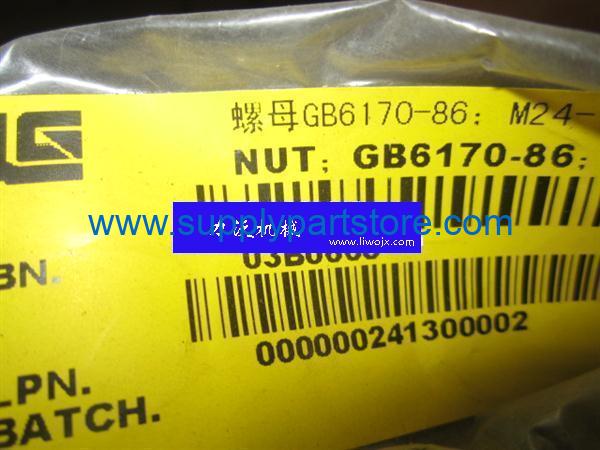 螺母GB6170-86; M24-
NUT; GB6170-86;
www.supplypartstore.com
www.liwojx.com
BN.
000000241300002
LPN.
BATCH.